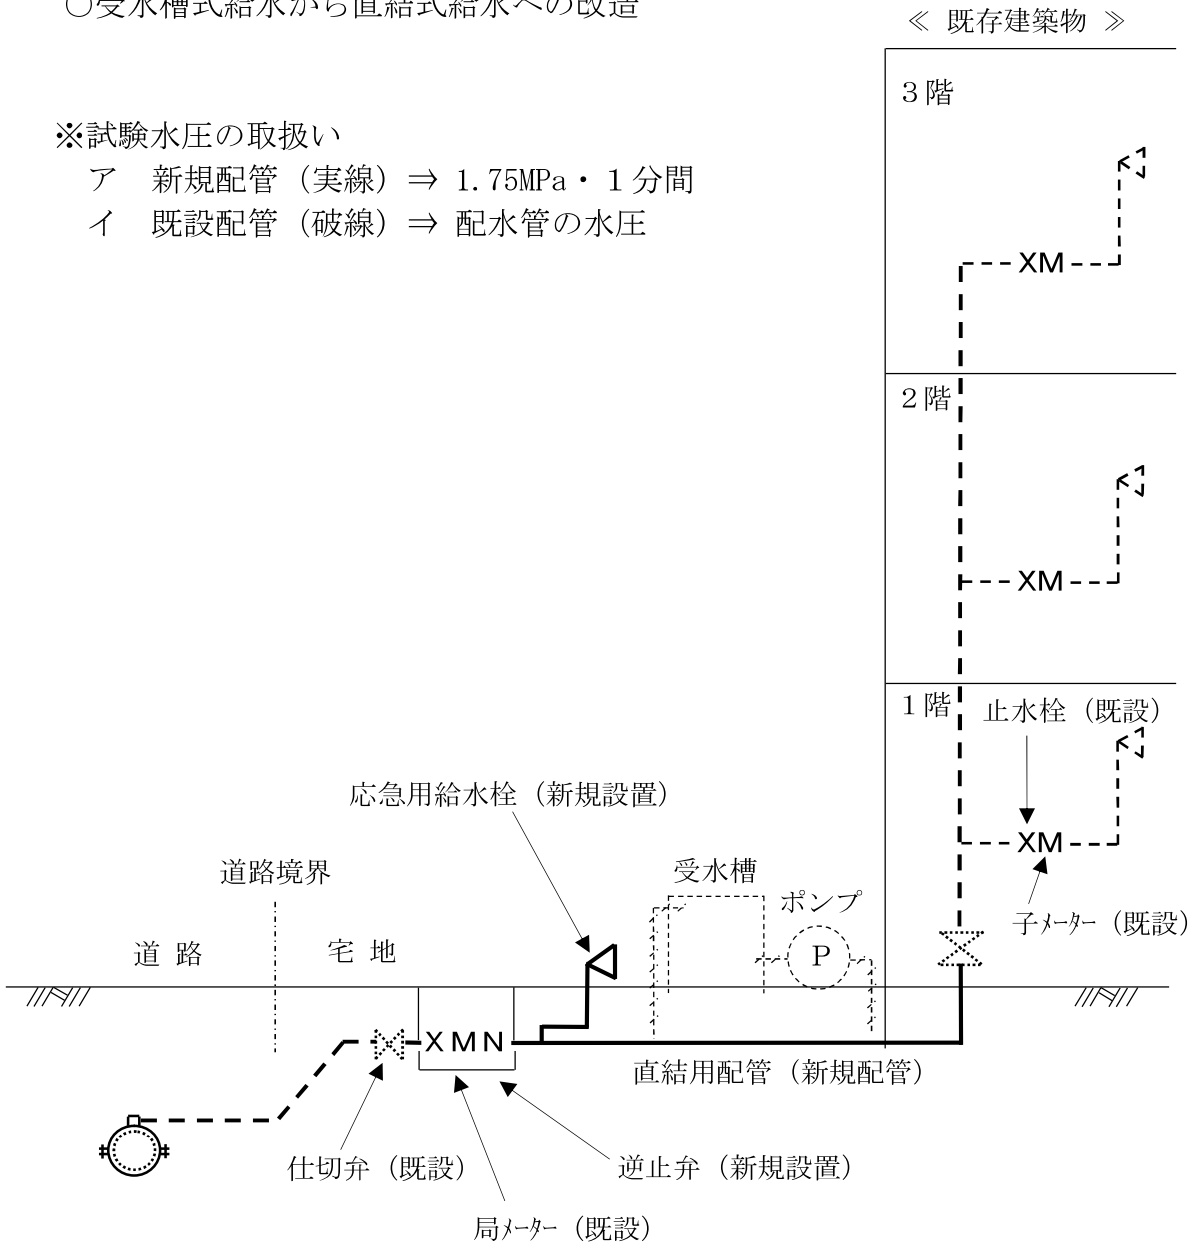 ○受水槽式給水から直結式給水への改造
≪ 既存建築物 ≫
※試験水圧の取扱い
ア 新規配管（実線）⇒ 1.75MPa・１分間
イ 既設配管（破線）⇒ 配水管の水圧
３階
XM
２階
XM
１階
止水栓（既設）
XM
子メーター（既設）
応急用給水栓（新規設置）
受水槽
ポンプ
P
道路境界
道 路
宅 地
X M N
直結用配管（新規配管）
仕切弁（既設）
逆止弁（新規設置）
局メーター（既設）